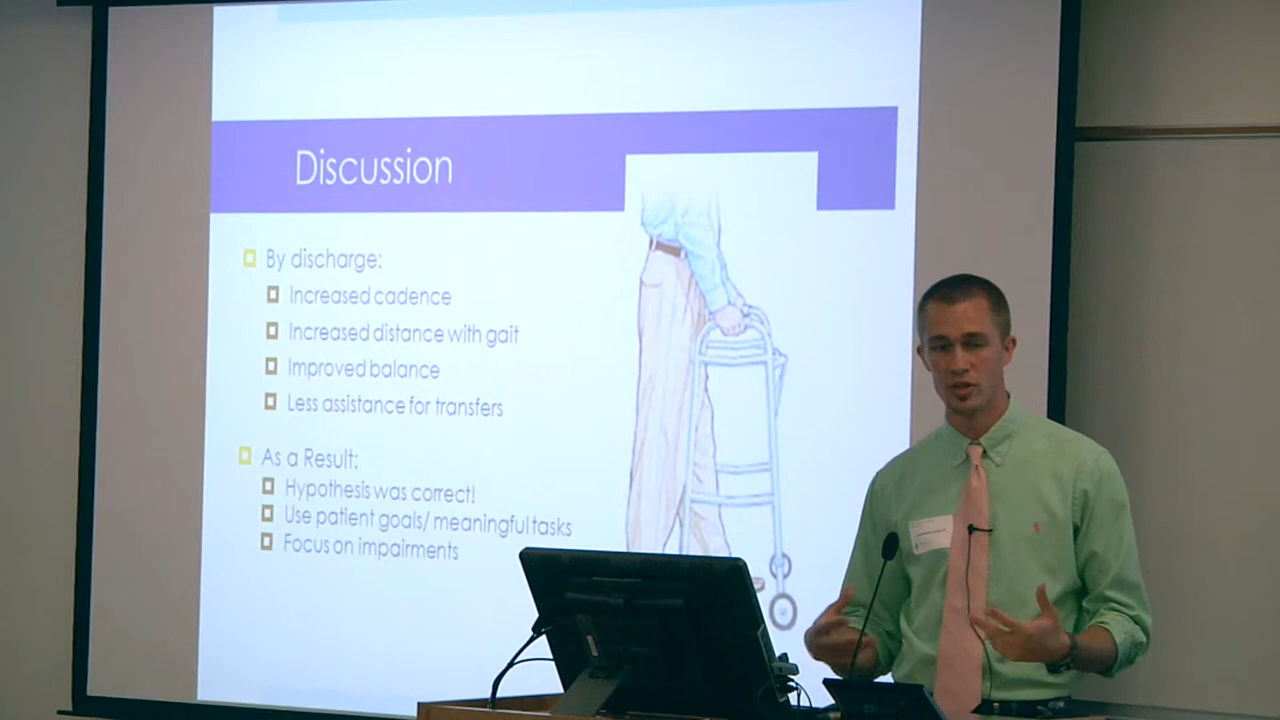 Discussion
By discharge:
Increased cadence
Increased distance with gait
Improved balance
Less assistance for transfers
As a Result:
Hypothesis was correct!
Use patient goals/ meaningful tasks
Focus on impairments